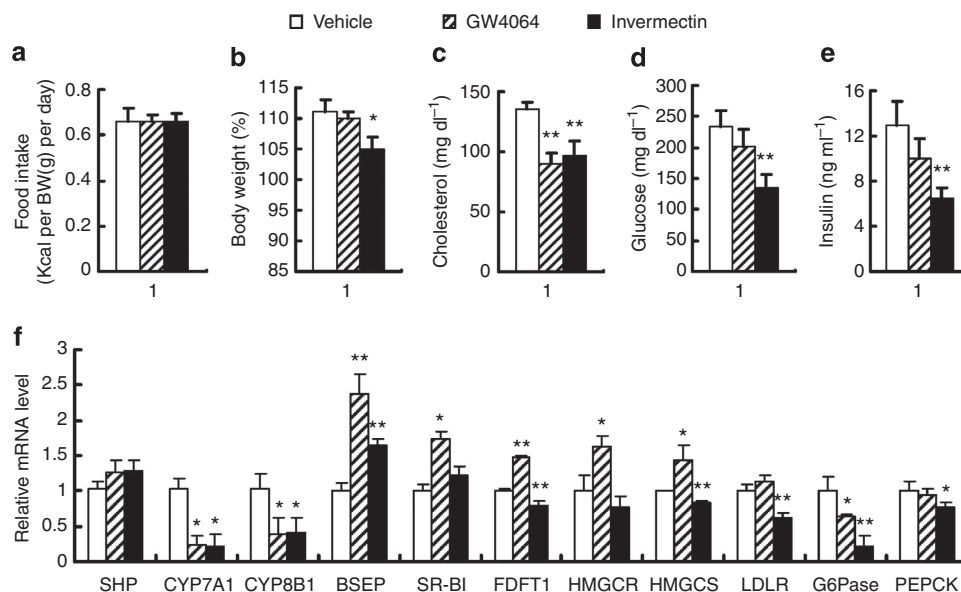 Vehicle GW4064 Invermectin
a
Food intake
(Kcal per BW(g) per day)
0.8
0.6
0.4
0.2
0
1
b
Body weight (%)
115
110
105
100
95
90
85
*
1
c
Cholesterol (mg dl−1)
150
100
50
0
** **
1
d
Glucose (mg dl−1)
300
250
200
150
100
50
0
**
1
e
Insulin (ng ml−1)
16
12
8
4
0
**
1
f
Relative mRNA level
3
2.5
2
1.5
1
0.5
0
* * * * ** ** * ** * * * ** ** * ** *
SHP CYP7A1 CYP8B1 BSEP SR-BI FDFT1 HMGCR HMGCS LDLR G6Pase PEPCK